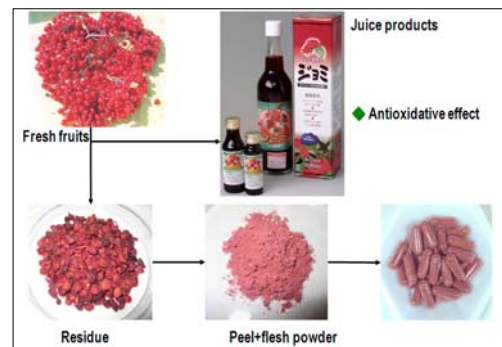 Juice products
ジョミ
Antioxidative effect
Fresh fruits
Residue
Peel+flesh powder